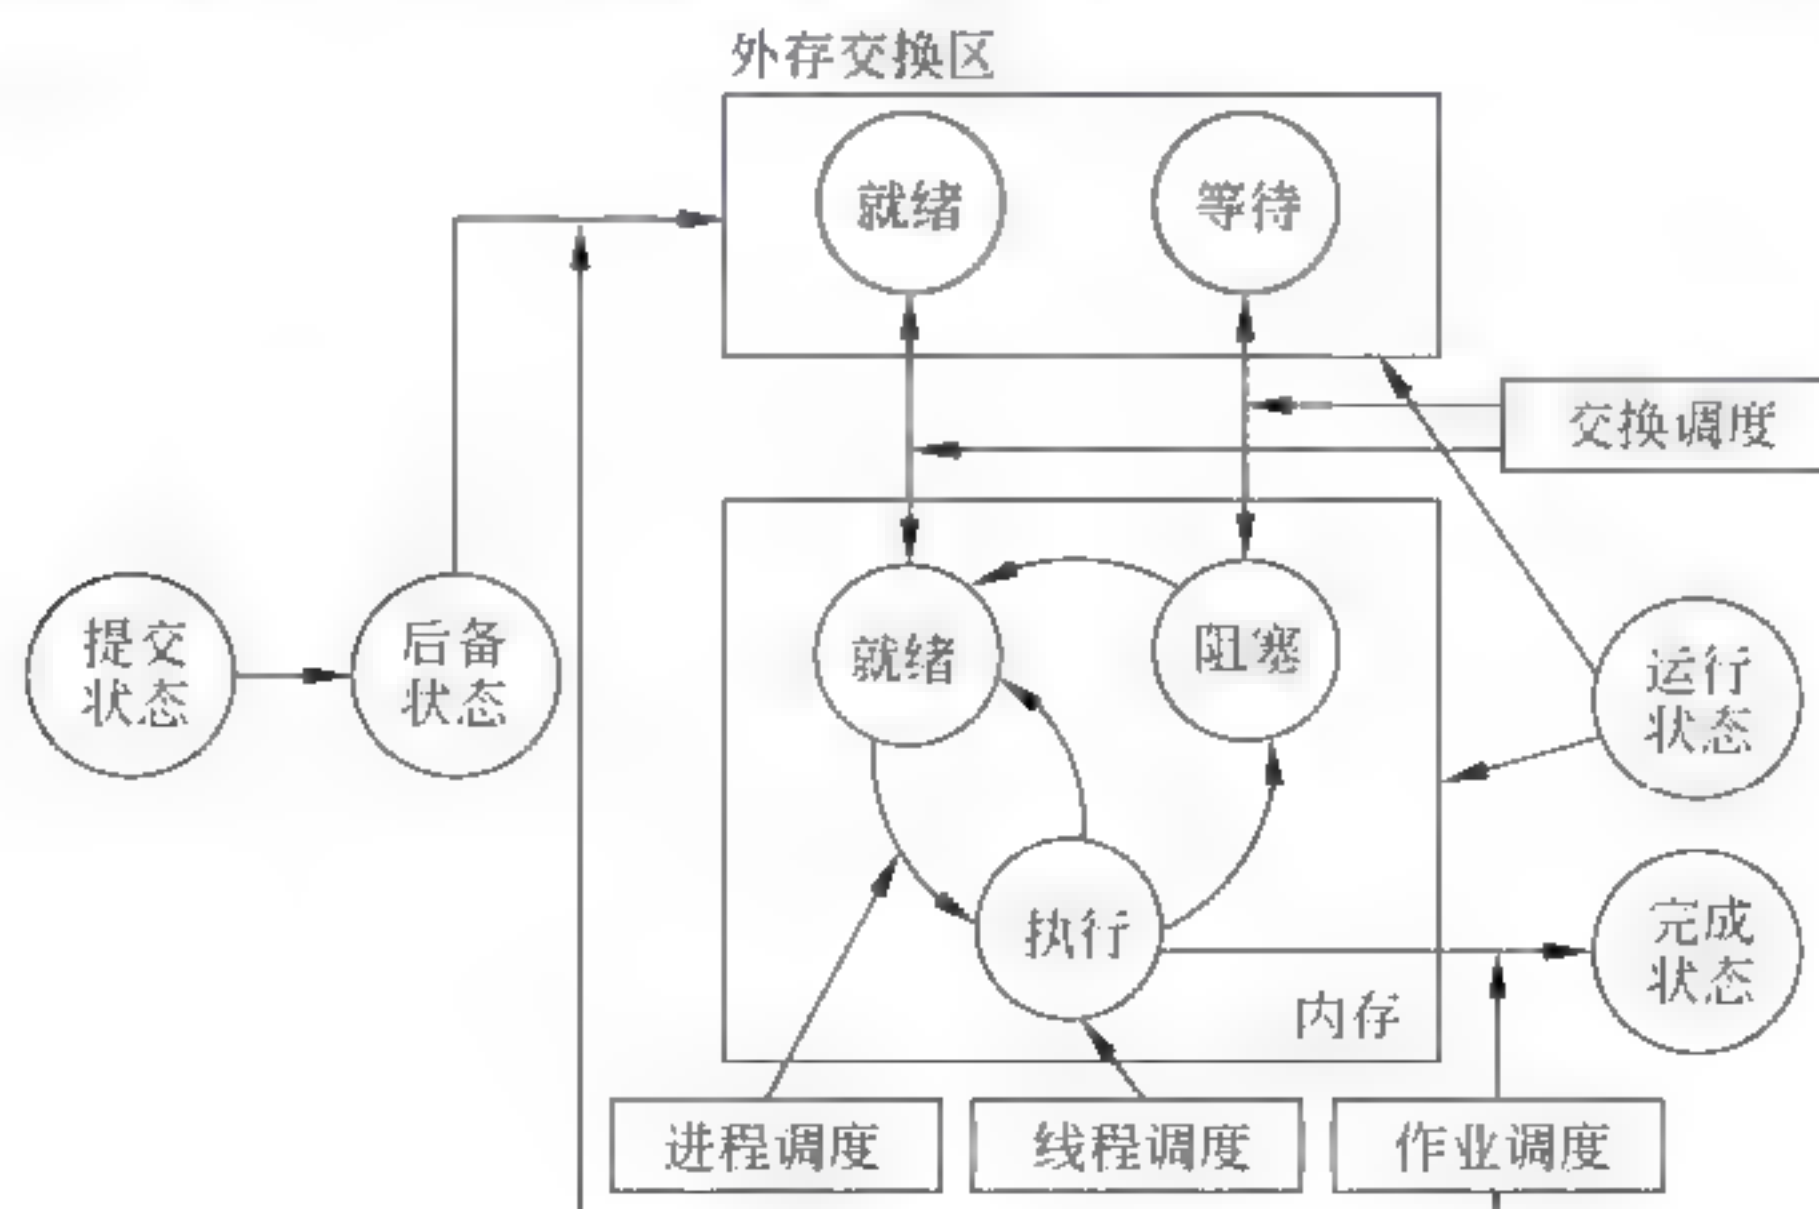 外存交换区
就绪
等待
交换调度
提交
状态
后备
状态
就绪
阻塞
运行
状态
执行
完成
状态
内存
进程调度
线程调度
作业调度